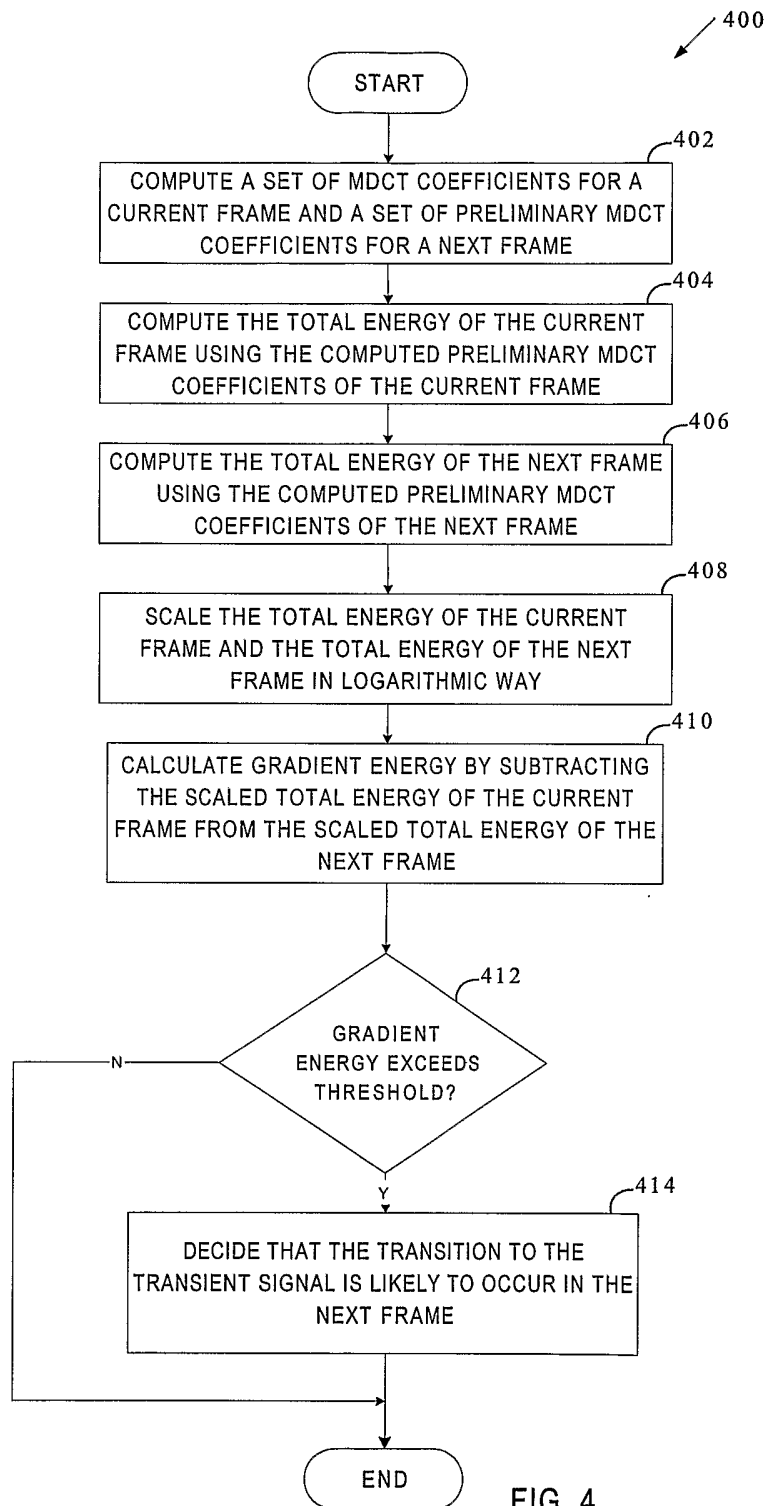 400
START
402
COMPUTE A SET OF MDCT COEFFICIENTS FOR A
CURRENT FRAME AND A SET OF PRELIMINARY MDCT
COEFFICIENTS FOR A NEXT FRAME
404
COMPUTE THE TOTAL ENERGY OF THE CURRENT
FRAME USING THE COMPUTED PRELIMINARY MDCT
COEFFICIENTS OF THE CURRENT FRAME
406
COMPUTE THE TOTAL ENERGY OF THE NEXT FRAME
USING THE COMPUTED PRELIMINARY MDCT
COEFFICIENTS OF THE NEXT FRAME
408
SCALE THE TOTAL ENERGY OF THE CURRENT
FRAME AND THE TOTAL ENERGY OF THE NEXT
FRAME IN LOGARITHMIC WAY
410
CALCULATE GRADIENT ENERGY BY SUBTRACTING
THE SCALED TOTAL ENERGY OF THE CURRENT
FRAME FROM THE SCALED TOTAL ENERGY OF THE
NEXT FRAME
412
GRADIENT
ENERGY EXCEEDS
THRESHOLD?
N
Y
414
DECIDE THAT THE TRANSITION TO THE
TRANSIENT SIGNAL IS LIKELY TO OCCUR IN THE
NEXT FRAME
END
FIG. 4